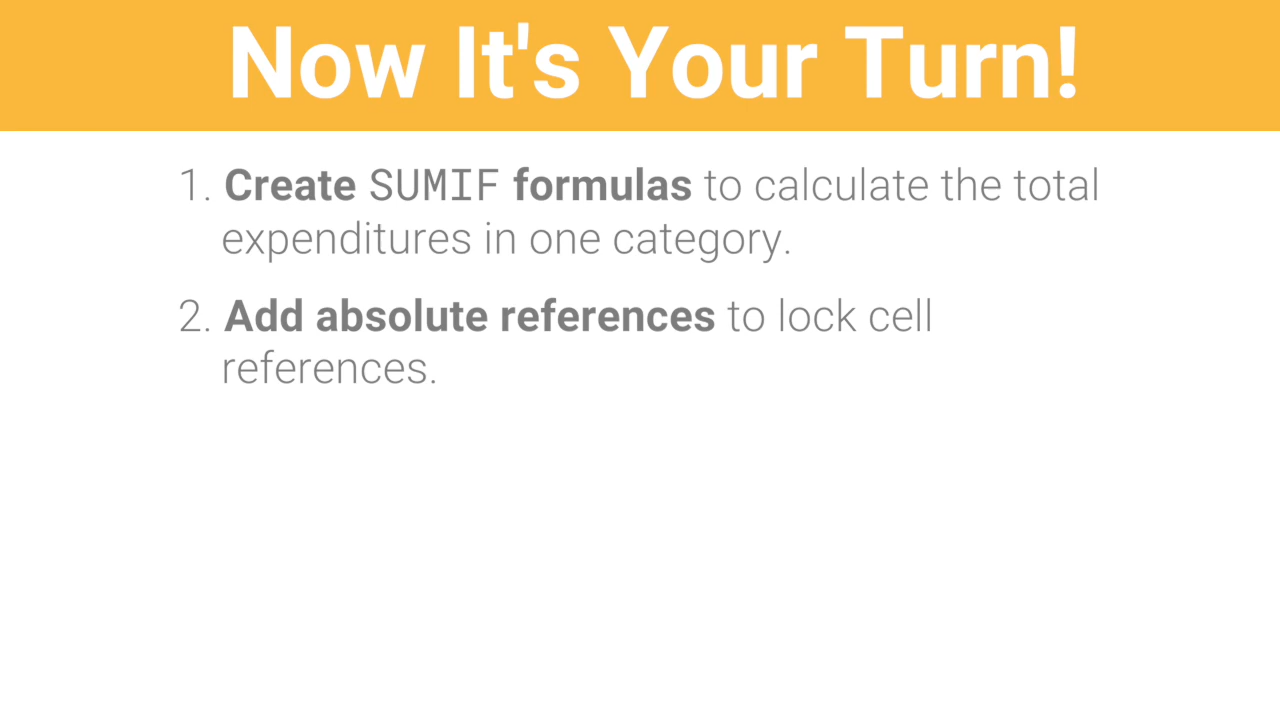 Now It's Your Turn!
1. Create SUMIF formulas to calculate the total
expenditures in one category.
2. Add absolute references to lock cell
references.